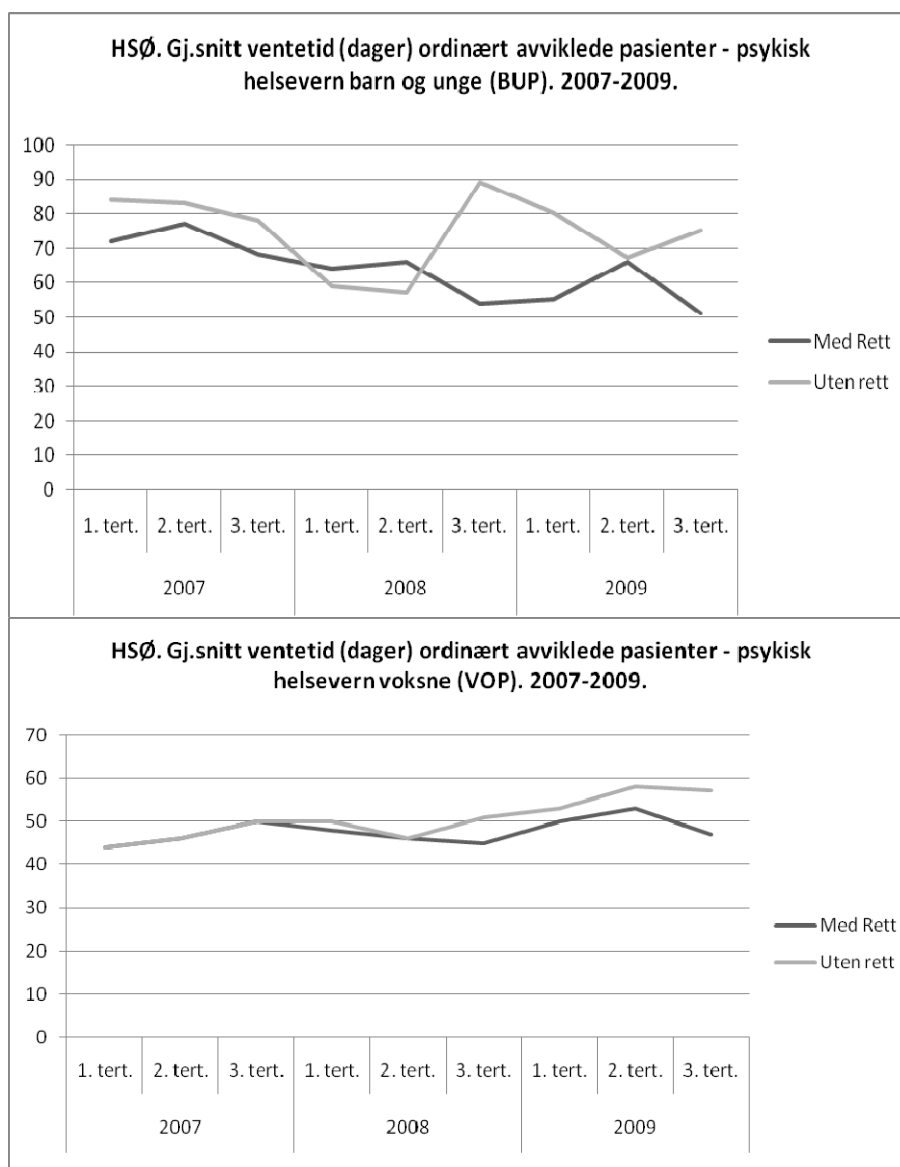 HSØ. Gj.snitt ventetid (dager) ordinært avviklede pasienter - psykisk
helsevern barn og unge (BUP). 2007-2009.
100
90
80
70
60
50
40
30
20
10
0
Med Rett
Uten rett
1. tert. 2. tert. 3. tert. 1. tert. 2. tert. 3. tert. 1. tert. 2. tert. 3. tert.
2007 2008 2009
HSØ. Gj.snitt ventetid (dager) ordinært avviklede pasienter - psykisk
helsevern voksne (VOP). 2007-2009.
70
60
50
40
30
20
10
0
Med Rett
Uten rett
1. tert. 2. tert. 3. tert. 1. tert. 2. tert. 3. tert. 1. tert. 2. tert. 3. tert.
2007 2008 2009